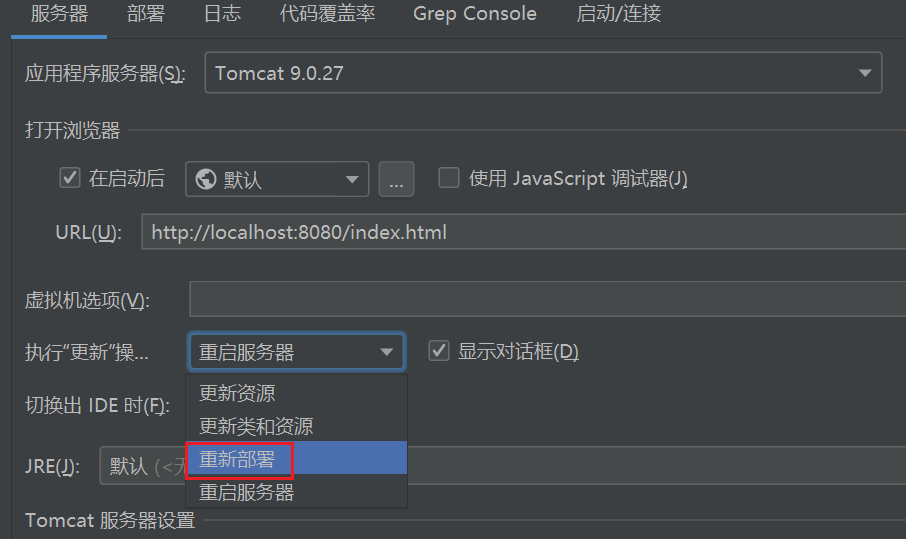 服务器 部署 日志 代码覆盖率 Grep Console 启动/连接
应用程序服务器(S): Tomcat 9.0.27
打开浏览器
在启动后 默认 ... 使用 JavaScript 调试器(J)
URL(U): http://localhost:8080/index.html
虚拟机选项(V):
执行“更新”操... 重启服务器 显示对话框(D)
更新资源
切换出 IDE 时(F):
更新类和资源
重新部署
JRE(J): 默认 (<无
重启服务器
Tomcat 服务器设置